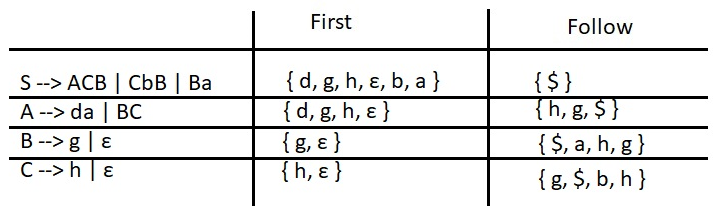 First Follow
S --> ACB | CbB | Ba { d, g, h, ε, b, a } { $ }
A --> da | BC { d, g, h, ε } { h, g, $ }
B --> g | ε { g, ε } { $, a, h, g }
C --> h | ε { h, ε } { g, $, b, h }